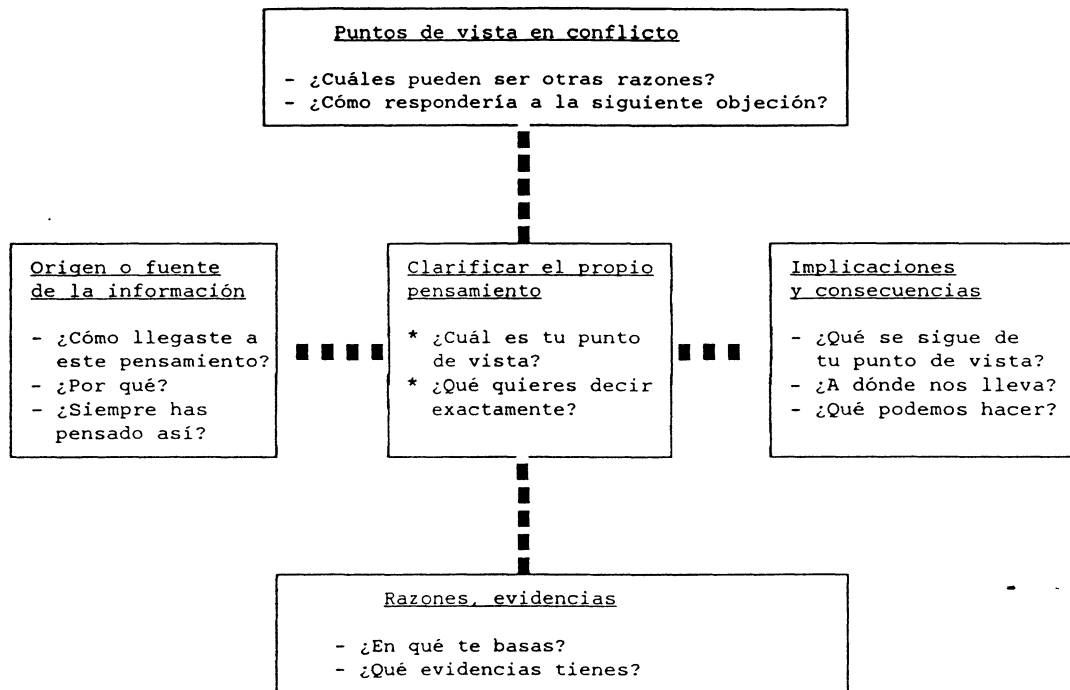 Puntos de vista en conflicto
- ¿Cuáles pueden ser otras razones?
- ¿Cómo respondería a la siguiente objeción?
Origen o fuente
de la información
- ¿Cómo llegaste a
este pensamiento?
- ¿Por qué?
- ¿Siempre has
pensado así?
Clarificar el propio
pensamiento
* ¿Cuál es tu punto
de vista?
* ¿Qué quieres decir
exactamente?
Implicaciones
y consecuencias
- ¿Qué se sigue de
tu punto de vista?
- ¿A dónde nos lleva?
- ¿Qué podemos hacer?
Razones, evidencias
- ¿En qué te basas?
- ¿Qué evidencias tienes?